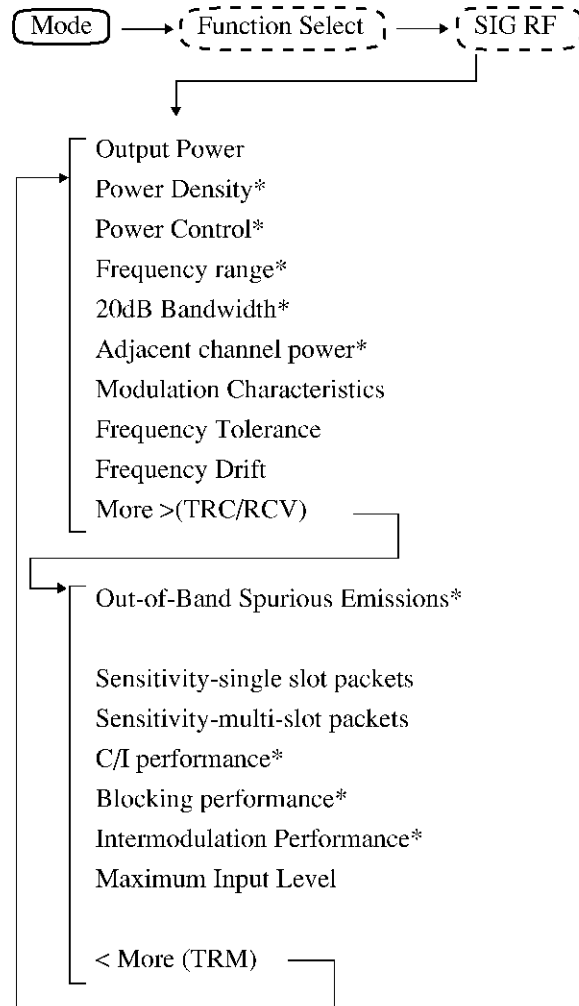 Mode Function Select SIG RF
Output Power
Power Density*
Power Control*
Frequency range*
20dB Bandwidth*
Adjacent channel power*
Modulation Characteristics
Frequency Tolerance
Frequency Drift
More >(TRC/RCV)
Out-of-Band Spurious Emissions*
Sensitivity-single slot packets
Sensitivity-multi-slot packets
C/I performance*
Blocking performance*
Intermodulation Performance*
Maximum Input Level
< More (TRM)